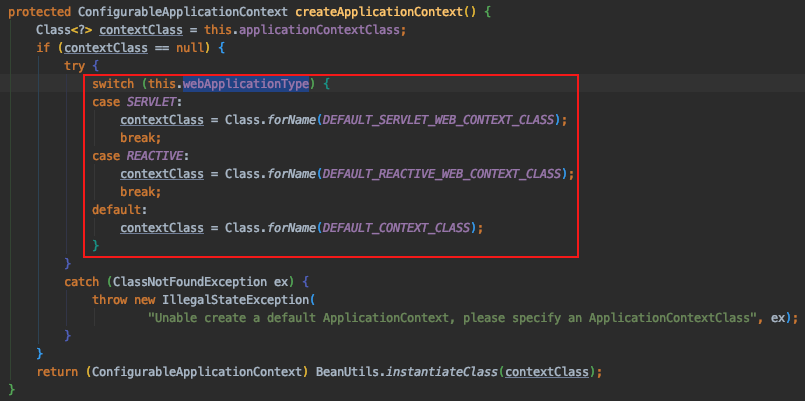 protected ConfigurableApplicationContext createApplicationContext() {
    Class<?> contextClass = this.applicationContextClass;
    if (contextClass == null) {
        try {
            switch (this.webApplicationType) {
            case SERVLET:
                contextClass = Class.forName(DEFAULT_SERVLET_WEB_CONTEXT_CLASS);
                break;
            case REACTIVE:
                contextClass = Class.forName(DEFAULT_REACTIVE_WEB_CONTEXT_CLASS);
                break;
            default:
                contextClass = Class.forName(DEFAULT_CONTEXT_CLASS);
            }
        }
        catch (ClassNotFoundException ex) {
            throw new IllegalStateException(
                    "Unable create a default ApplicationContext, please specify an ApplicationContextClass", ex);
        }
    }
    return (ConfigurableApplicationContext) BeanUtils.instantiateClass(contextClass);
}